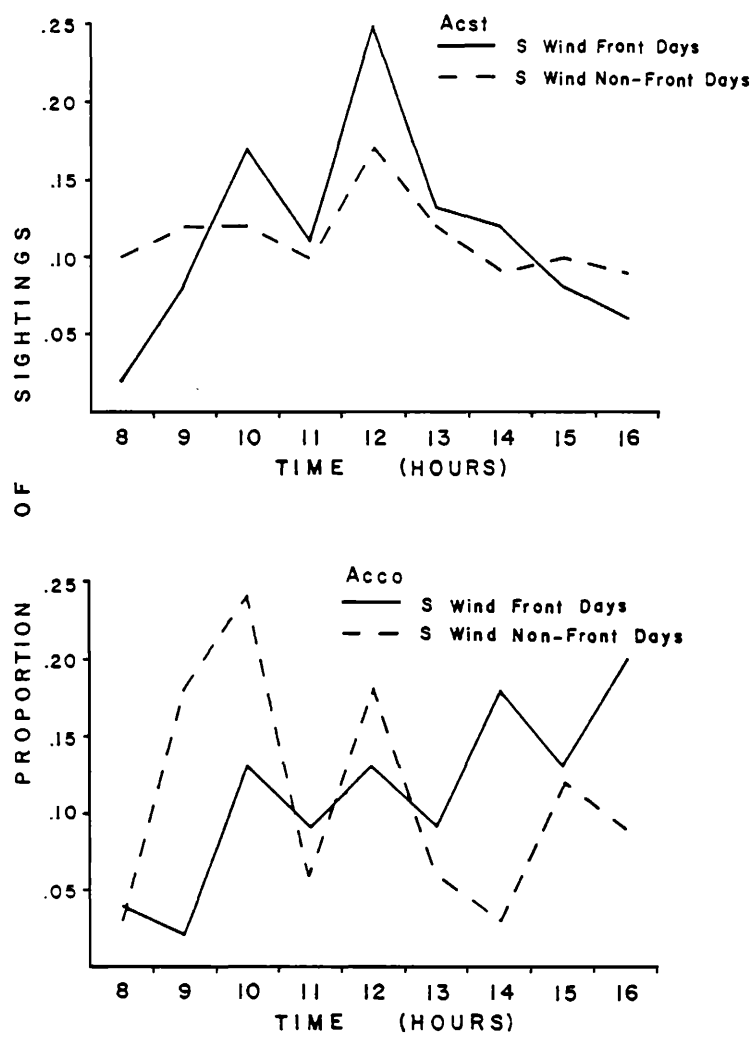 PROPORTION OF SIGHTINGS
Acst
S Wind Front Days
S Wind Non-Front Days
.25
.20
.15
.10
.05
8 9 10 11 12 13 14 15 16
TIME (HOURS)
Acco
S Wind Front Days
S Wind Non-Front Days
.25
.20
.15
.10
.05
8 9 10 11 12 13 14 15 16
TIME (HOURS)